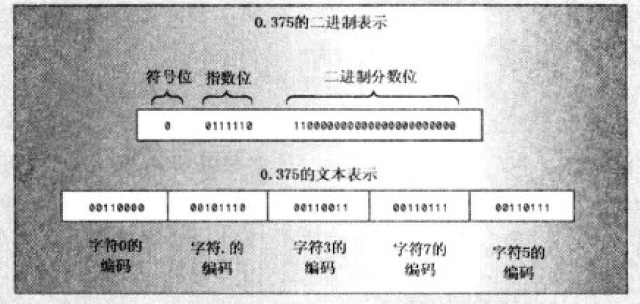 0.375的二进制表示
符号位 指数位 二进制分数位
0 0111110 110000000000000000000000
0.375的文本表示
00110000 00101110 00110011 00110111 00110111
字符0的 字符.的 字符3的 字符7的 字符5的
编码 编码 编码 编码 编码